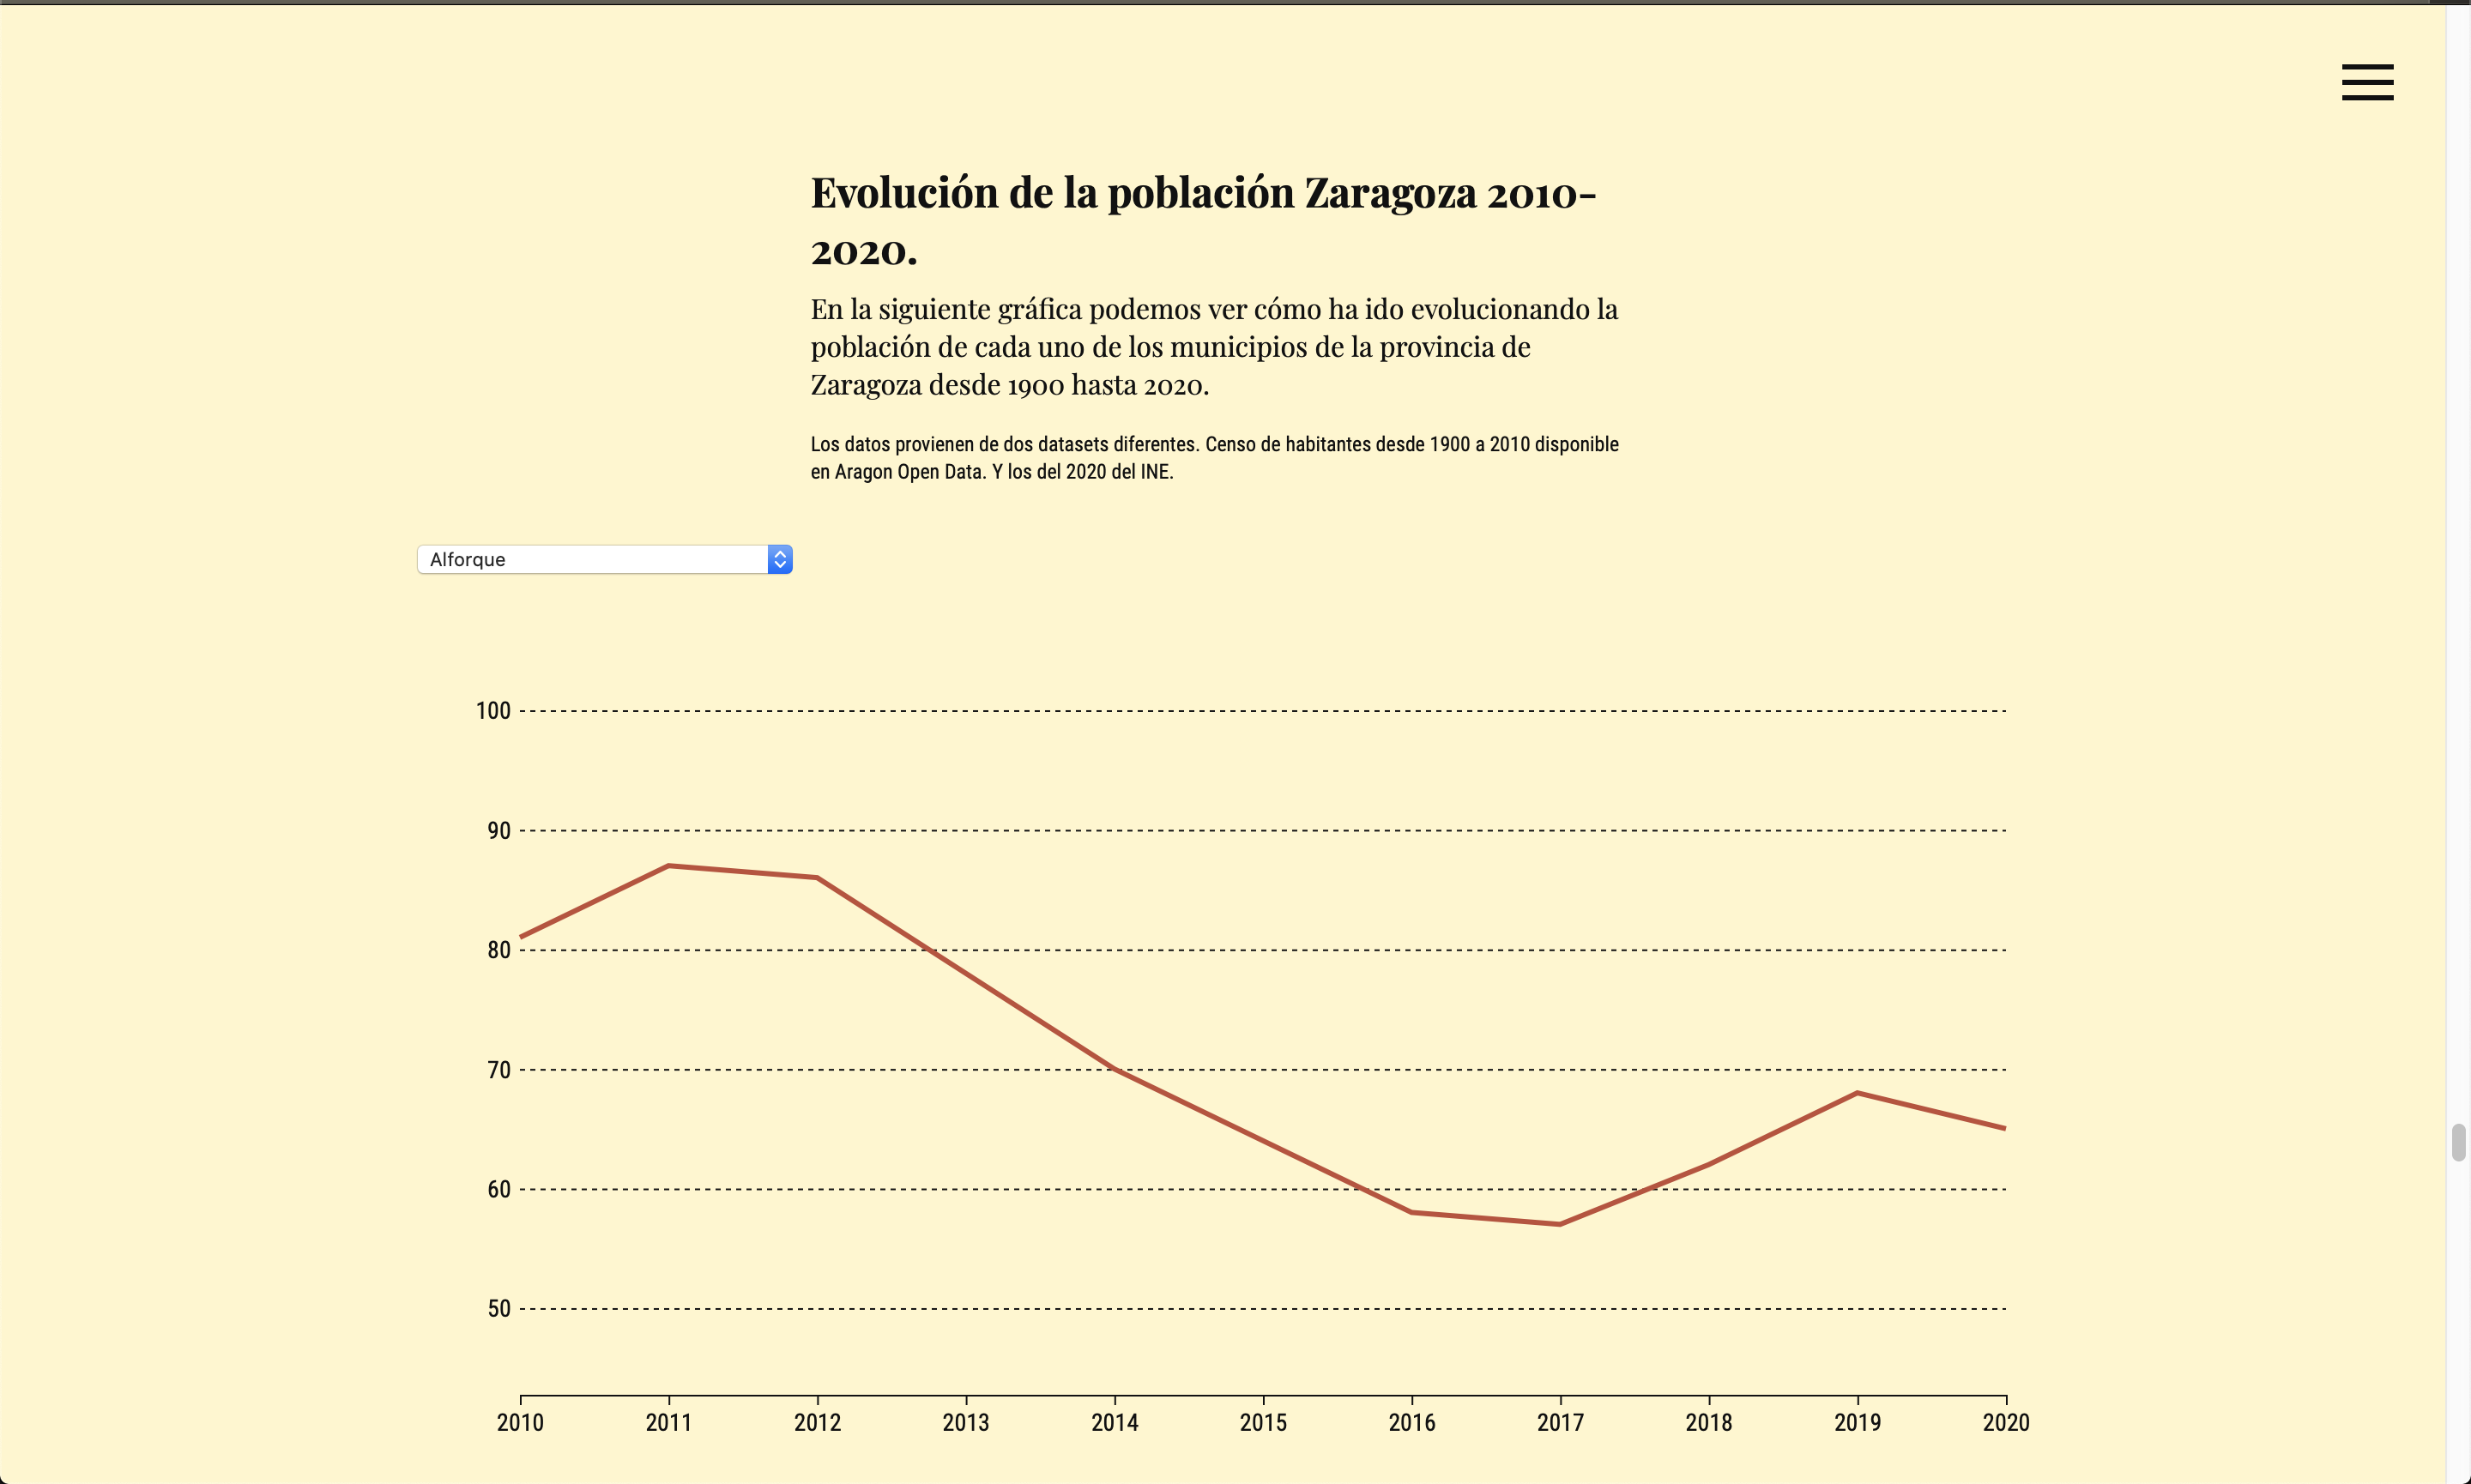 Evolución de la población Zaragoza 2010-
2020.
En la siguiente gráfica podemos ver cómo ha ido evolucionando la
población de cada uno de los municipios de la provincia de
Zaragoza desde 1900 hasta 2020.
Los datos provienen de dos datasets diferentes. Censo de habitantes desde 1900 a 2010 disponible
en Aragon Open Data. Y los del 2020 del INE.
Alforque
100
90
80
70
60
50
2010 2011 2012 2013 2014 2015 2016 2017 2018 2019 2020